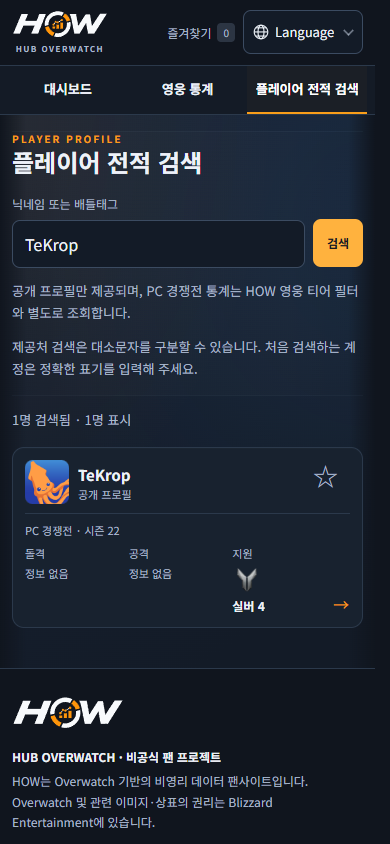 HOW
HUB OVERWATCH
즐겨찾기 0
Language
대시보드 영웅 통계 플레이어 전적 검색
PLAYER PROFILE
플레이어 전적 검색
닉네임 또는 배틀태그
TeKrop 검색
공개 프로필만 제공되며, PC 경쟁전 통계는 HOW 영웅 티어 필터
와 별도로 조회합니다.
제공처 검색은 대소문자를 구분할 수 있습니다. 처음 검색하는 계
정은 정확한 표기를 입력해 주세요.
1명 검색됨 · 1명 표시
TeKrop
공개 프로필
PC 경쟁전 · 시즌 22
돌격 공격 지원
정보 없음 정보 없음
실버 4 →
HOW
HUB OVERWATCH · 비공식 팬 프로젝트
HOW는 Overwatch 기반의 비영리 데이터 팬사이트입니다.
Overwatch 및 관련 이미지·상표의 권리는 Blizzard
Entertainment에 있습니다.